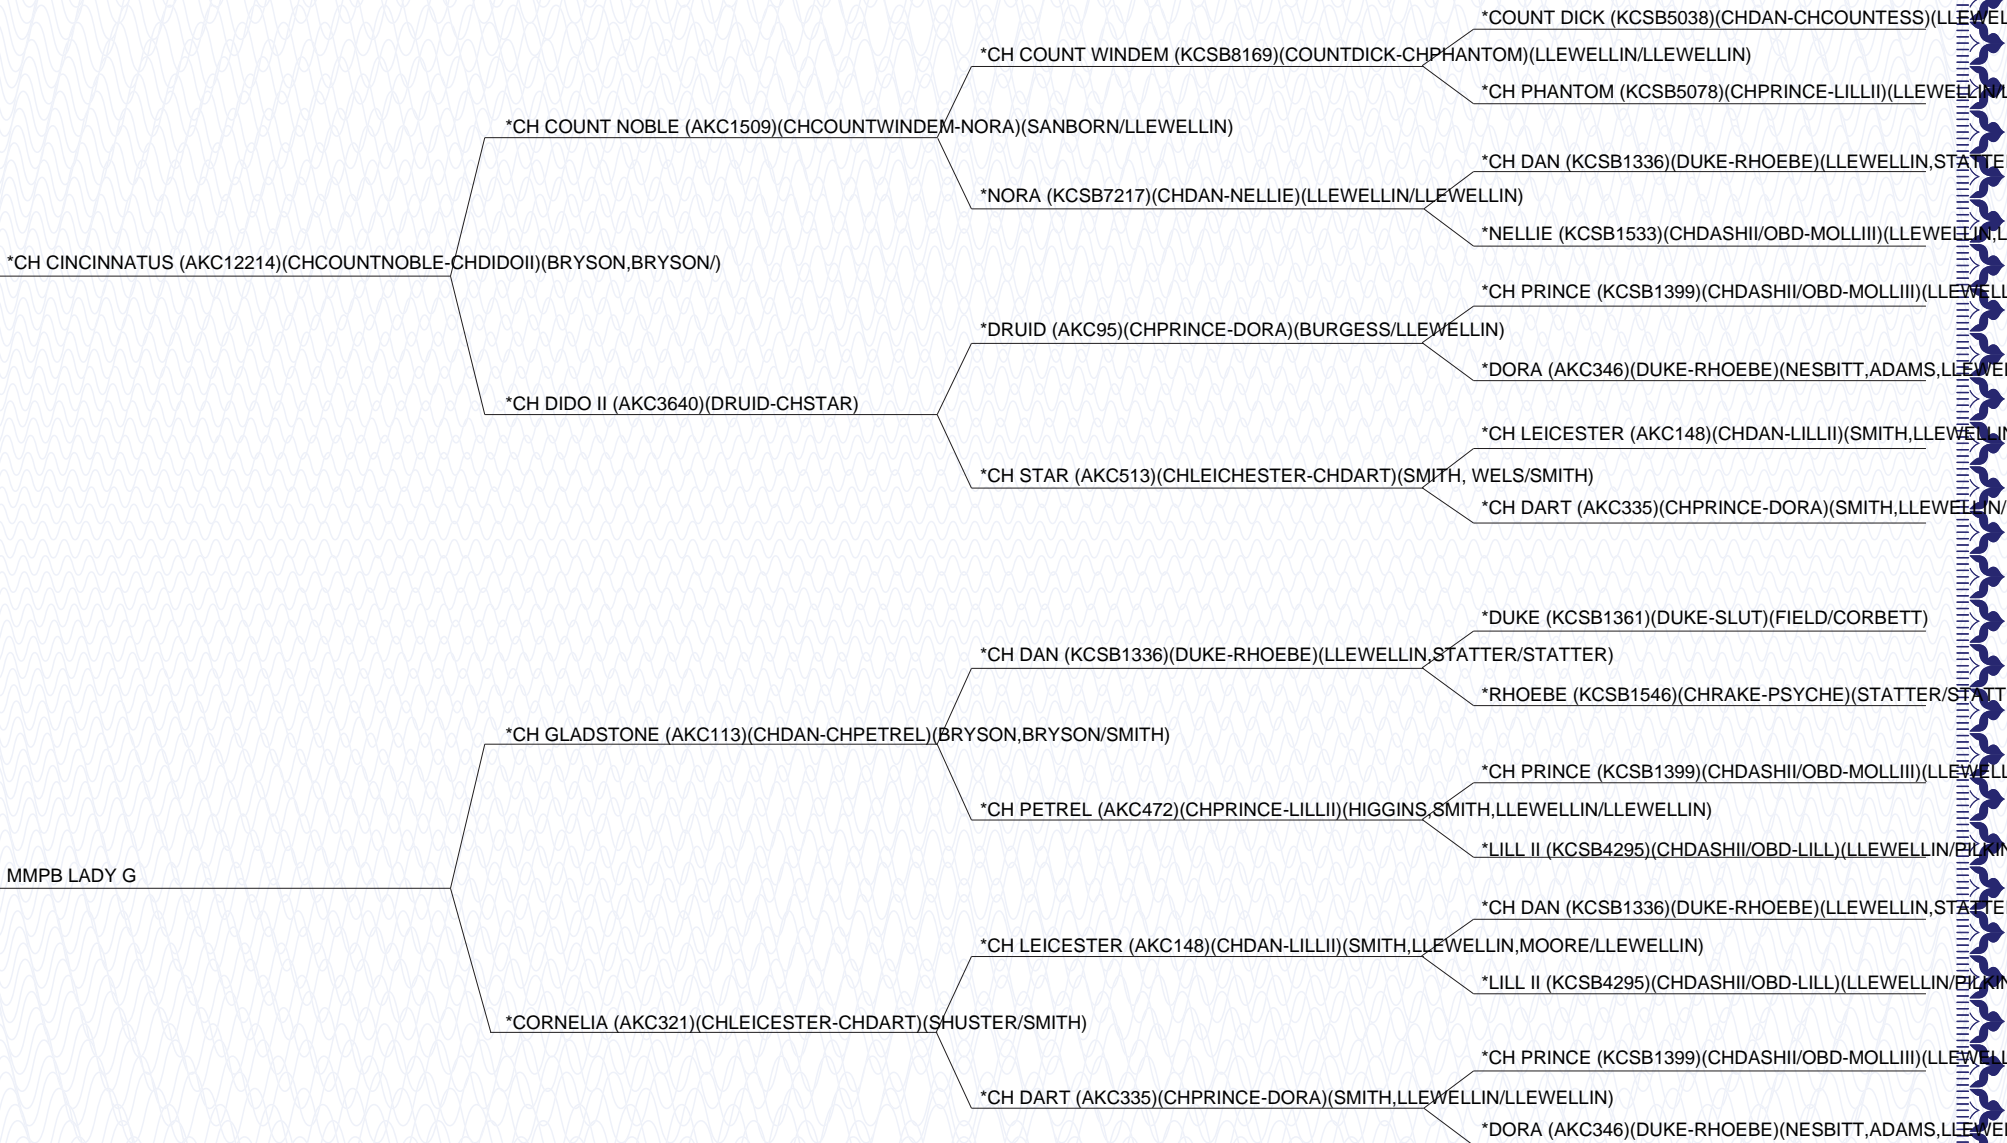 *COUNT DICK (KCSB5038)(CHDAN-CHCOUNTESS)
*CH COUNT WINDEM (KCSB8169)(COUNTDICK-CHPHANTOM)(LLEWELLIN/LLEWELLIN)
*CH PHANTOM (KCSB5078)(CHPRINCE-LILLII)
*CH COUNT NOBLE (AKC1509)(CHCOUNTWINDEM-NORA)(SANBORN/LLEWELLIN)
*CH DAN (KCSB1336)(DUKE-RHOEBE)(LLEWELLIN,
*NORA (KCSB7217)(CHDAN-NELLIE)(LLEWELLIN/LLEWELLIN)
*NELLIE (KCSB1533)(CHDASHII/OBD-MOLLIII)(LLEWELLIN,
*CH CINCINNATUS (AKC12214)(CHCOUNTNOBLE-CHDIDOII)(BRYSON,BRYSON/)
*CH PRINCE (KCSB1399)(CHDASHII/OBD-MOLLIII)
*DRUID (AKC95)(CHPRINCE-DORA)(BURGESS/LLEWELLIN)
*DORA (AKC346)(DUKE-RHOEBE)(NESBITT,ADAMS,
*CH DIDO II (AKC3640)(DRUID-CHSTAR)
*CH LEICESTER (AKC148)(CHDAN-LILLII)(SMITH,
*CH STAR (AKC513)(CHLEICHESTER-CHDART)(SMITH, WELS/SMITH)
*CH DART (AKC335)(CHPRINCE-DORA)(SMITH,LLEWELLIN/
*DUKE (KCSB1361)(DUKE-SLUT)(FIELD/CORBETT)
*CH DAN (KCSB1336)(DUKE-RHOEBE)(LLEWELLIN,STATTER/STATTER)
*RHOEBE (KCSB1546)(CHRAKE-PSYCHE)(STATTER/
*CH GLADSTONE (AKC113)(CHDAN-CHPETREL)(BRYSON,BRYSON/SMITH)
*CH PRINCE (KCSB1399)(CHDASHII/OBD-MOLLIII)
*CH PETREL (AKC472)(CHPRINCE-LILLII)(HIGGINS,SMITH,LLEWELLIN/LLEWELLIN)
*LILL II (KCSB4295)(CHDASHII/OBD-LILL)(LLEWELLIN/
MMPB LADY G
*CH DAN (KCSB1336)(DUKE-RHOEBE)(LLEWELLIN,
*CH LEICESTER (AKC148)(CHDAN-LILLII)(SMITH,LLEWELLIN,MOORE/LLEWELLIN)
*LILL II (KCSB4295)(CHDASHII/OBD-LILL)(LLEWELLIN/
*CORNELIA (AKC321)(CHLEICESTER-CHDART)(SHUSTER/SMITH)
*CH PRINCE (KCSB1399)(CHDASHII/OBD-MOLLIII)
*CH DART (AKC335)(CHPRINCE-DORA)(SMITH,LLEWELLIN/LLEWELLIN)
*DORA (AKC346)(DUKE-RHOEBE)(NESBITT,ADAMS,